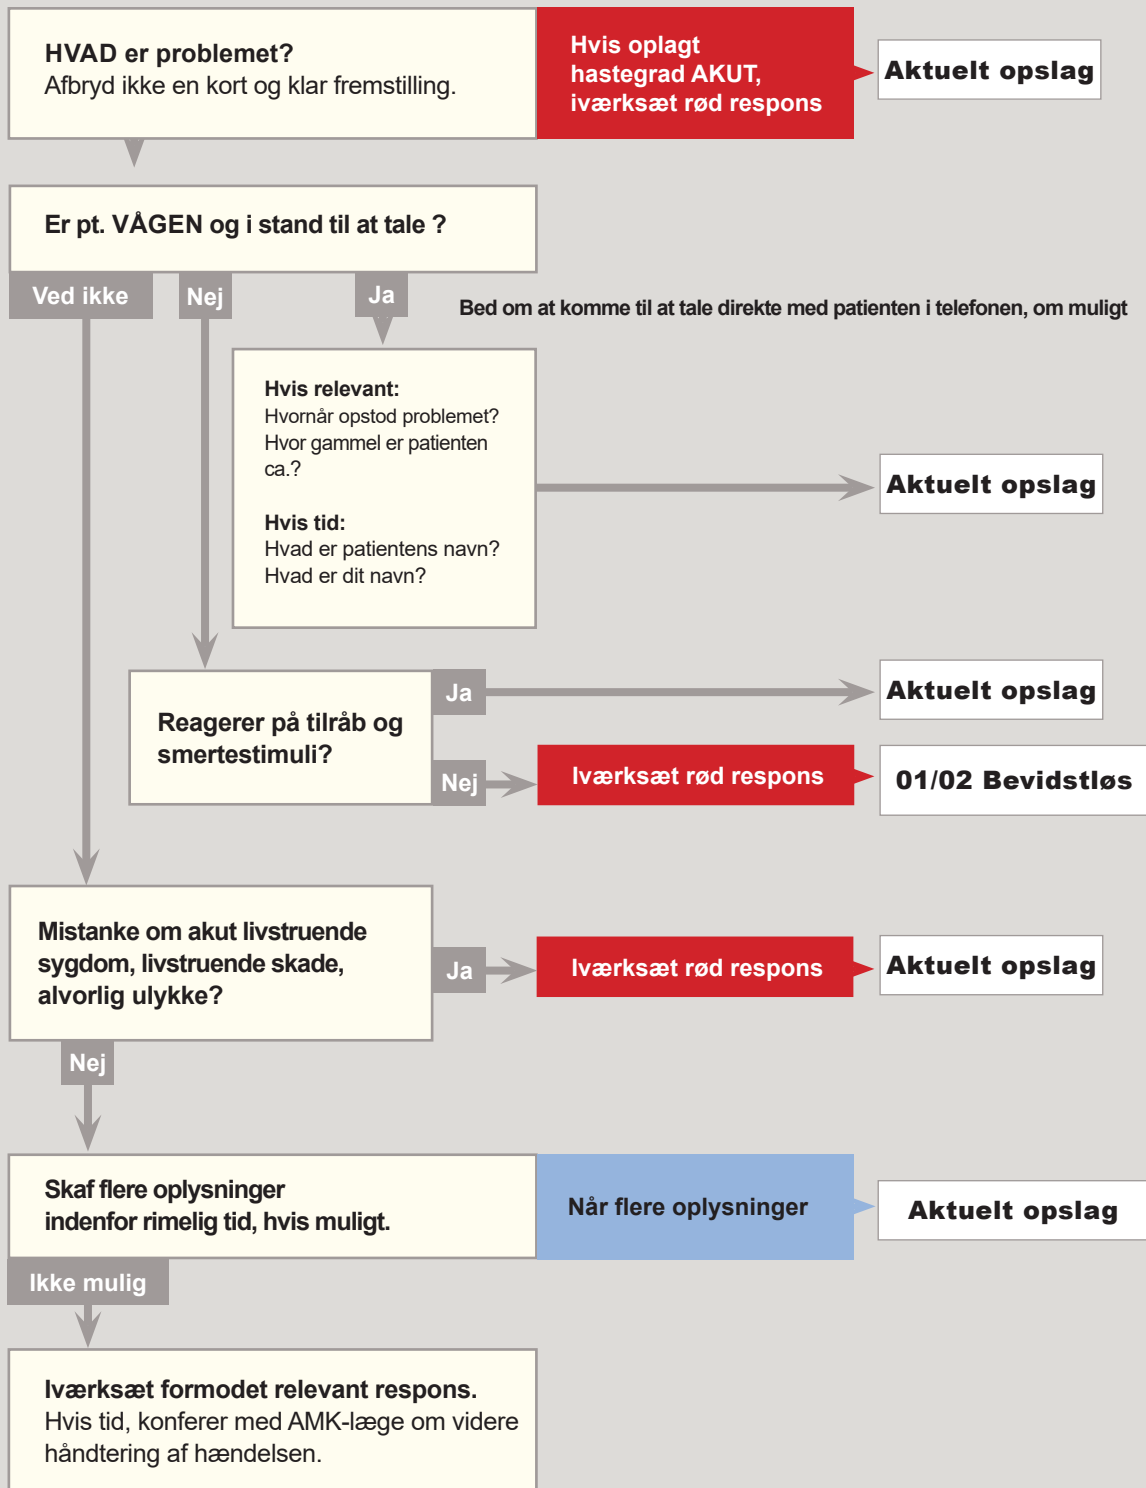 HVAD er problemet?
Afbryd ikke en kort og klar fremstilling.
Hvis oplagt
hastegrad AKUT,
iværksæt rød respons
Aktuelt opslag
Er pt. VÅGEN og i stand til at tale ?
Ved ikke
Nej
Ja
Bed om at komme til at tale direkte med patienten i telefonen, om muligt
Hvis relevant:
Hvornår opstod problemet?
Hvor gammel er patienten
ca.?
Hvis tid:
Hvad er patientens navn?
Hvad er dit navn?
Aktuelt opslag
Reagerer på tilråb og
smertestimuli?
Ja
Aktuelt opslag
Nej
Iværksæt rød respons
01/02 Bevidstløs
Mistanke om akut livstruende
sygdom, livstruende skade,
alvorlig ulykke?
Ja
Iværksæt rød respons
Aktuelt opslag
Nej
Skaf flere oplysninger
indenfor rimelig tid, hvis muligt.
Når flere oplysninger
Aktuelt opslag
Ikke mulig
Iværksæt formodet relevant respons.
Hvis tid, konferer med AMK-læge om videre
håndtering af hændelsen.